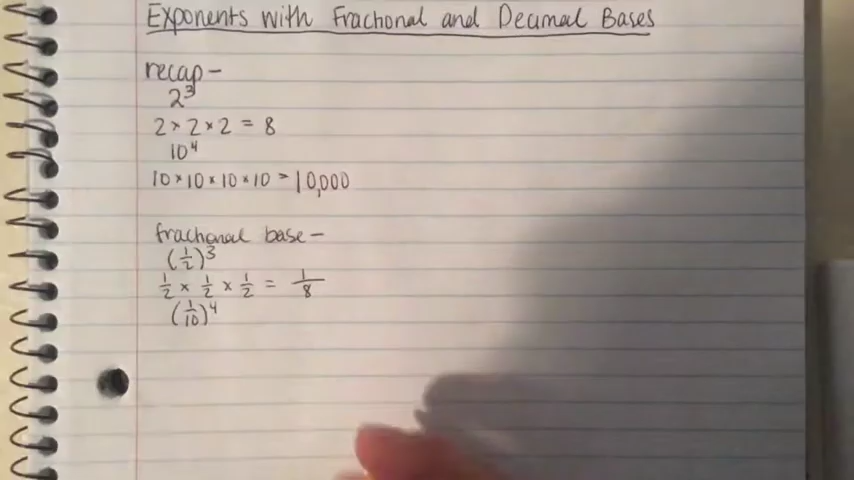 Exponents with Fractional and Decimal Bases
recap-
2³
2 × 2 × 2 = 8
10⁴
10 × 10 × 10 × 10 = 10,000
fractional base-
(1/2)³
1/2 × 1/2 × 1/2 = 1/8
(1/10)⁴